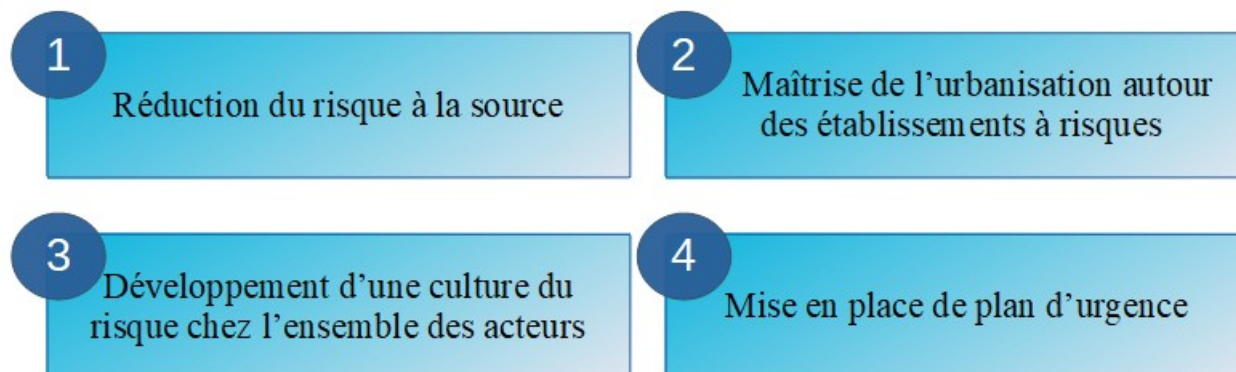 1
Réduction du risque à la source
2
Maîtrise de l’urbanisation autour
des établissements à risques
3
Développement d’une culture du
risque chez l’ensemble des acteurs
4
Mise en place de plan d’urgence